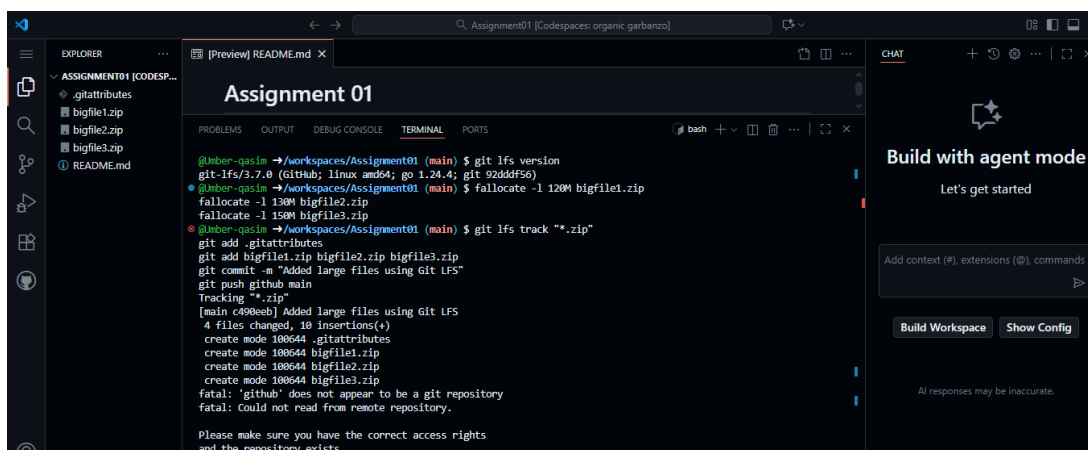 Assignment01 [Codespaces: organic garbanzo]
EXPLORER
ASSIGNMENT01 [CODESP...
.gitattributes
bigfile1.zip
bigfile2.zip
bigfile3.zip
README.md
[Preview] README.md
Assignment 01
PROBLEMS OUTPUT DEBUG CONSOLE TERMINAL PORTS
bash
@Umber-qasim →/workspaces/Assignment01 (main) $ git lfs version
git-lfs/3.7.0 (GitHub; linux amd64; go 1.24.4; git 92dddf56)
@Umber-qasim →/workspaces/Assignment01 (main) $ fallocate -l 120M bigfile1.zip
fallocate -l 130M bigfile2.zip
fallocate -l 150M bigfile3.zip
@Umber-qasim →/workspaces/Assignment01 (main) $ git lfs track "*.zip"
git add .gitattributes
git add bigfile1.zip bigfile2.zip bigfile3.zip
git commit -m "Added large files using Git LFS"
git push github main
Tracking "*.zip"
[main c490eeb] Added large files using Git LFS
4 files changed, 10 insertions(+)
create mode 100644 .gitattributes
create mode 100644 bigfile1.zip
create mode 100644 bigfile2.zip
create mode 100644 bigfile3.zip
fatal: 'github' does not appear to be a git repository
fatal: Could not read from remote repository.
Please make sure you have the correct access rights
and the repository exists.
CHAT
Build with agent mode
Let's get started
Add context (#), extensions (@), commands
Build Workspace
Show Config
AI responses may be inaccurate.